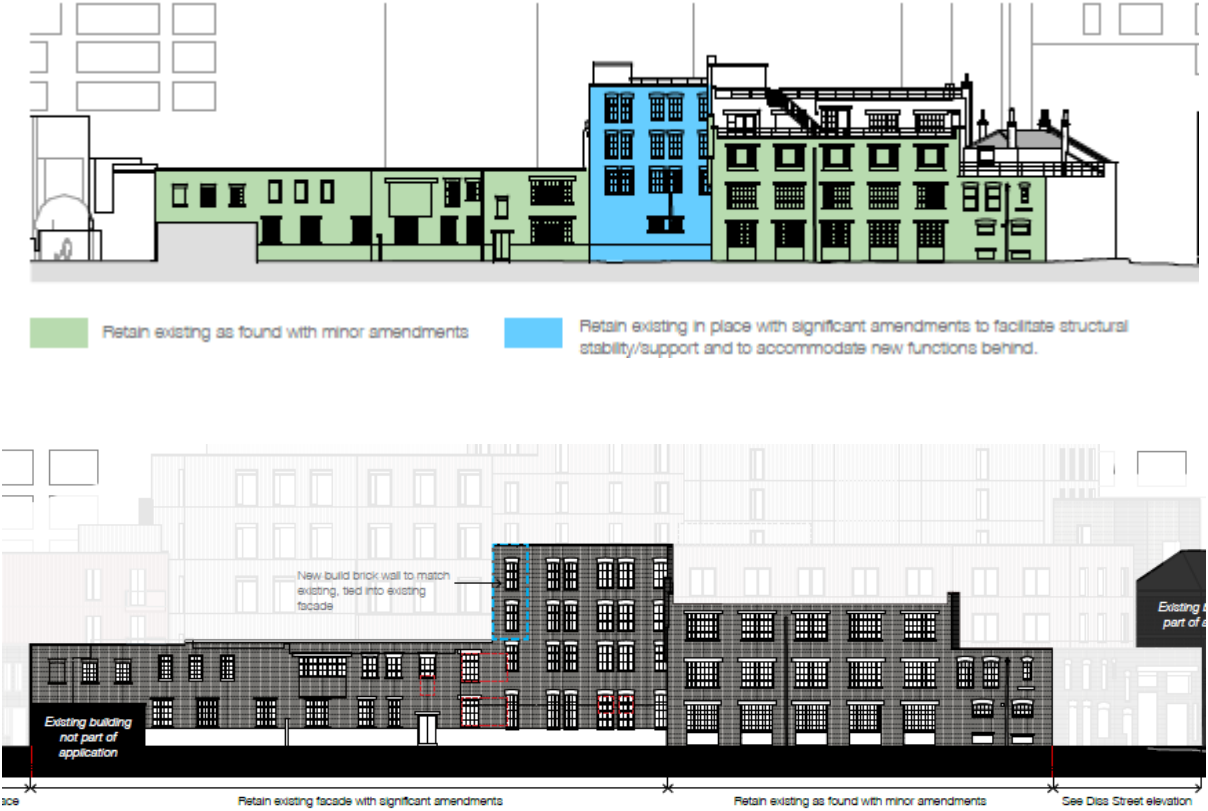 Retain existing as found with minor amendments
Retain existing in place with significant amendments to facilitate structural
stability/support and to accommodate new functions behind.
New build brick wall to match
existing, tied into existing
facade
Existing b
part of a
Existing building
not part of
application
ace
Retain existing facade with significant amendments
Retain existing as found with minor amendments
See Diss Street elevation